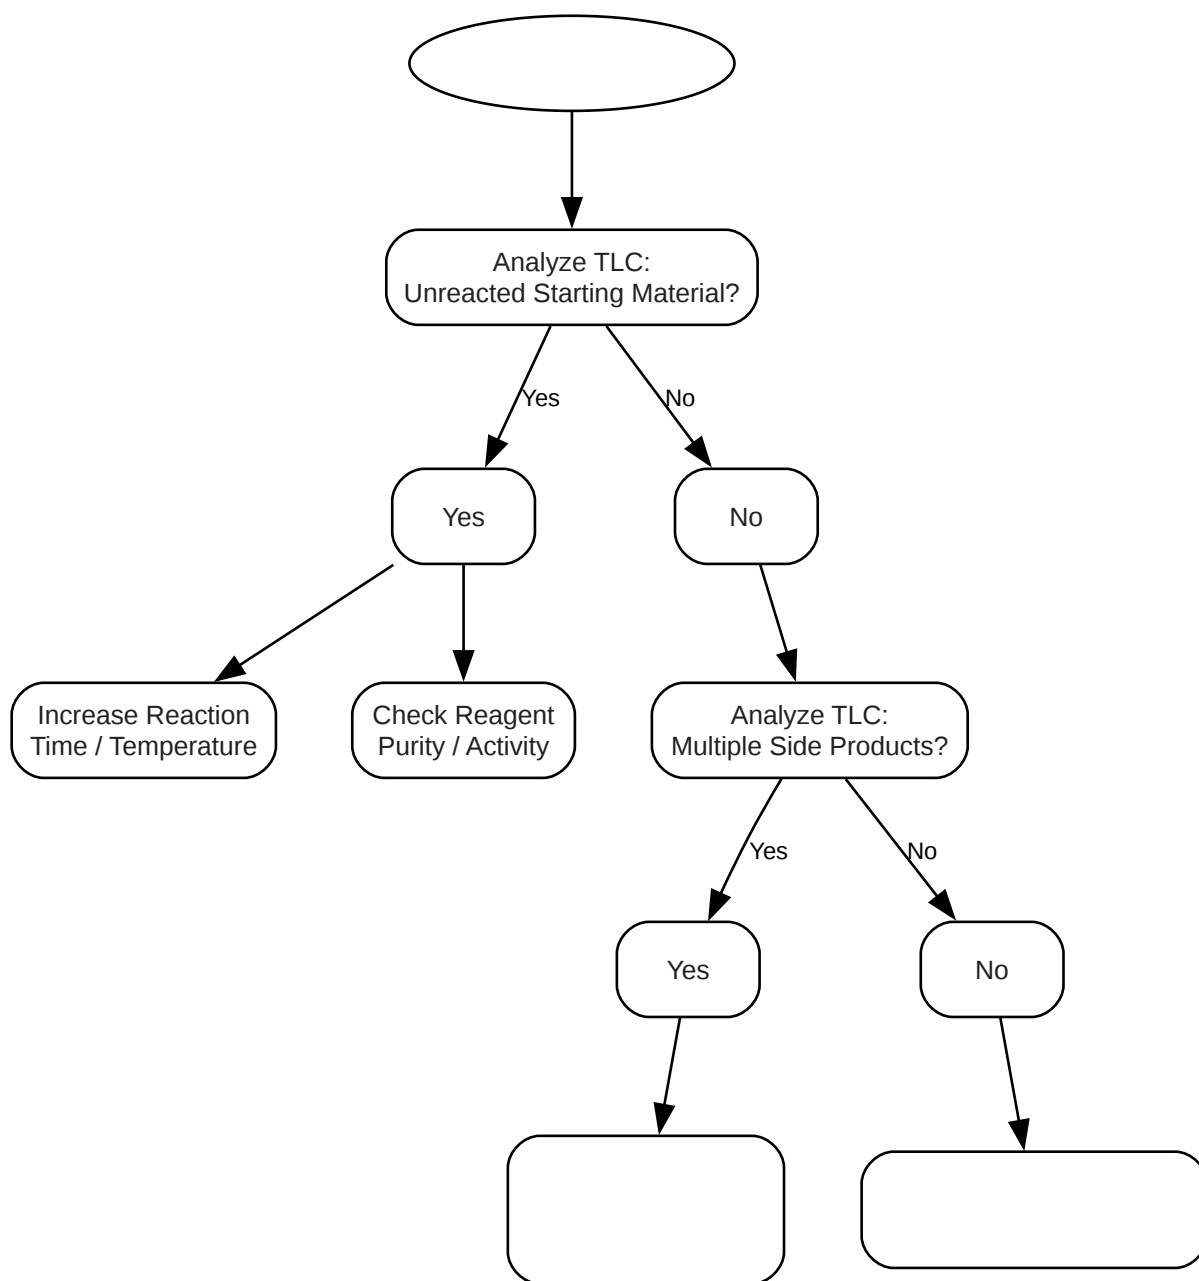 Analyze TLC:
Unreacted Starting Material?
Yes
No
Yes
No
Increase Reaction
Time / Temperature
Check Reagent
Purity / Activity
Analyze TLC:
Multiple Side Products?
Yes
No
Yes
No